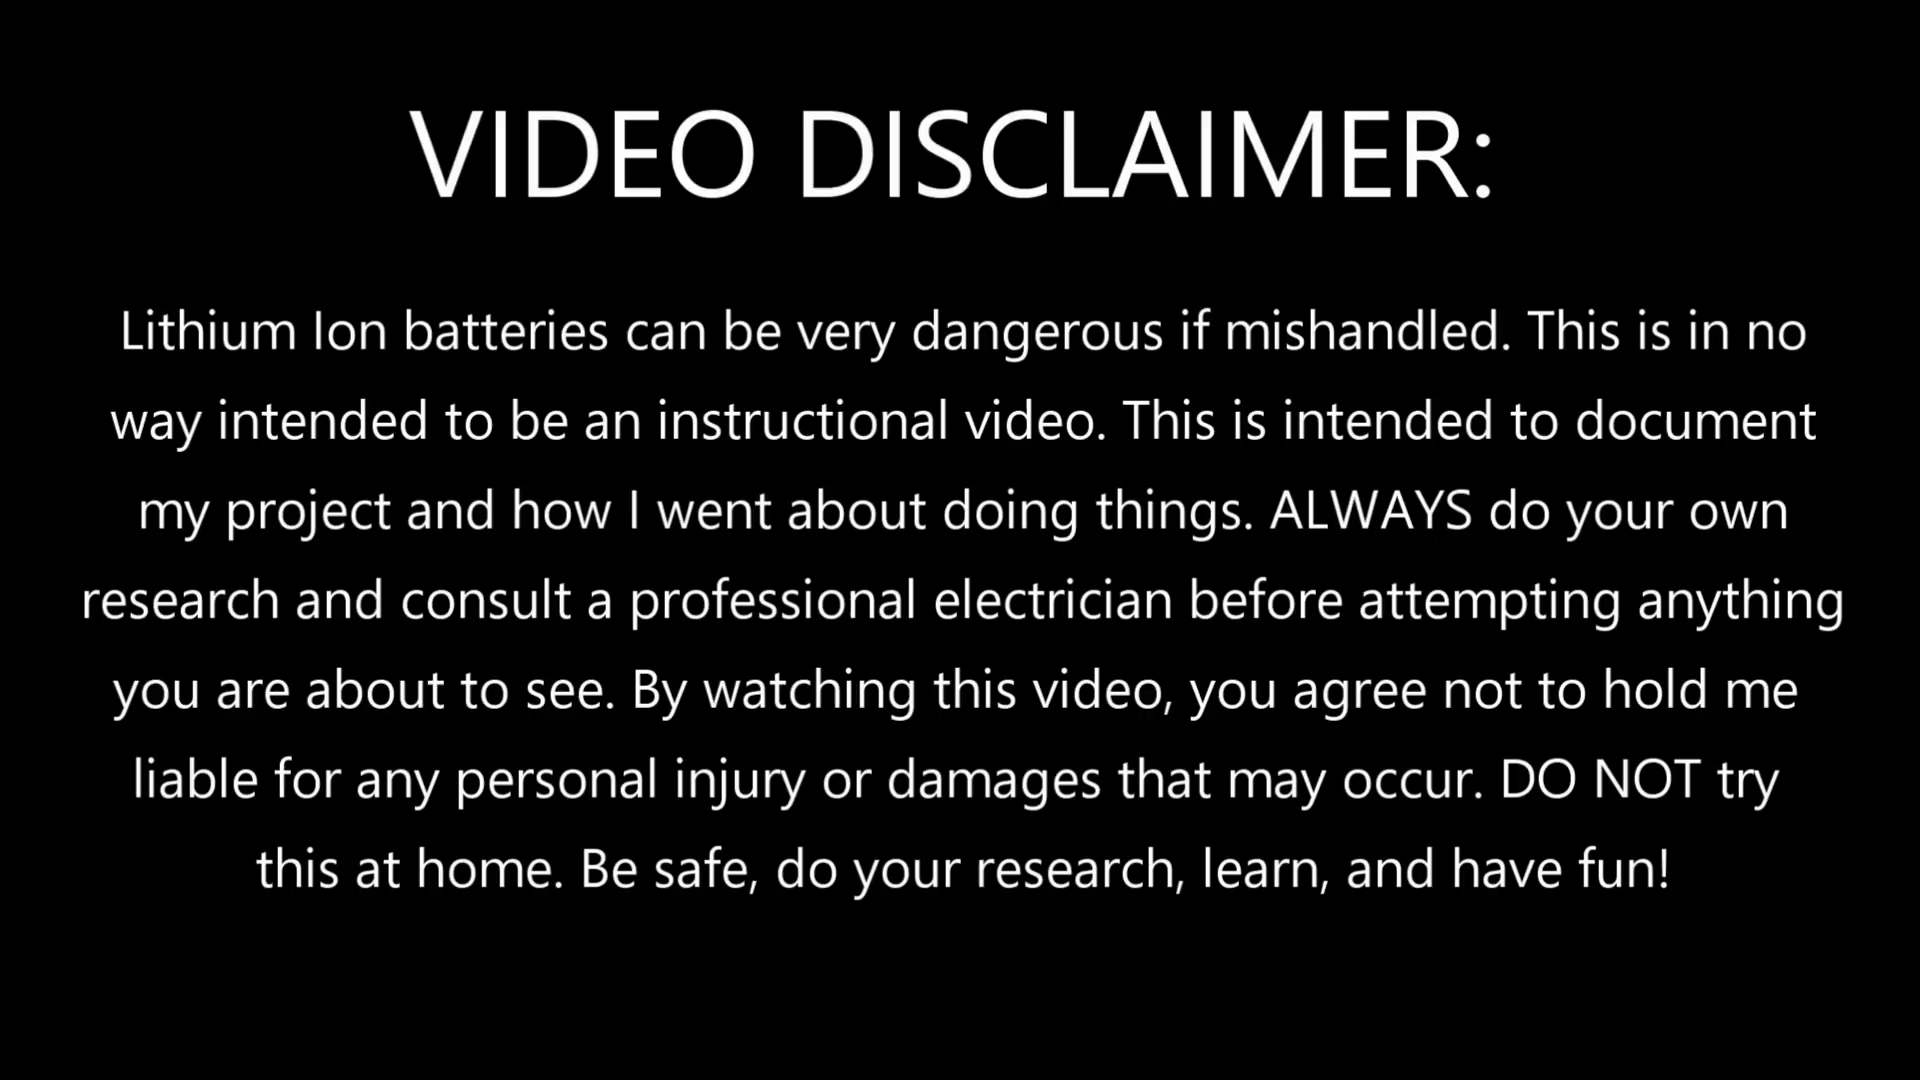 VIDEO DISCLAIMER:
Lithium Ion batteries can be very dangerous if mishandled. This is in no
way intended to be an instructional video. This is intended to document
my project and how I went about doing things. ALWAYS do your own
research and consult a professional electrician before attempting anything
you are about to see. By watching this video, you agree not to hold me
liable for any personal injury or damages that may occur. DO NOT try
this at home. Be safe, do your research, learn, and have fun!